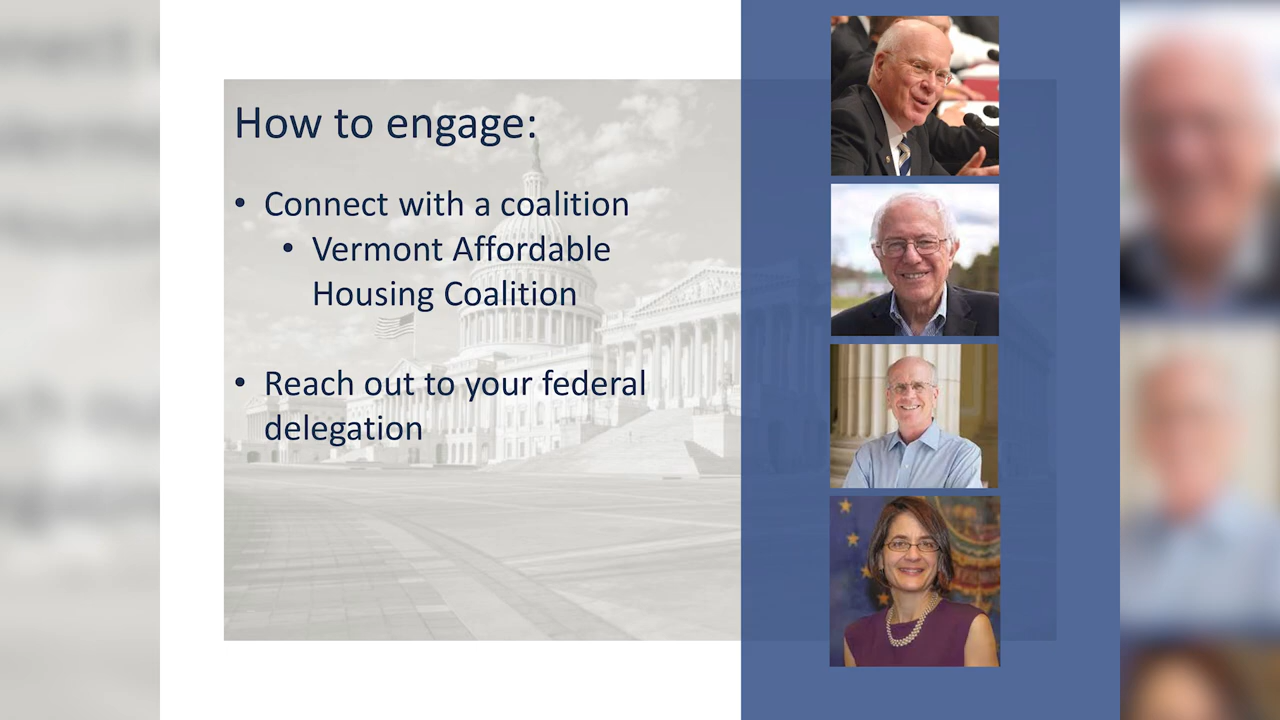 How to engage:
• Connect with a coalition
• Vermont Affordable
Housing Coalition
• Reach out to your federal
delegation